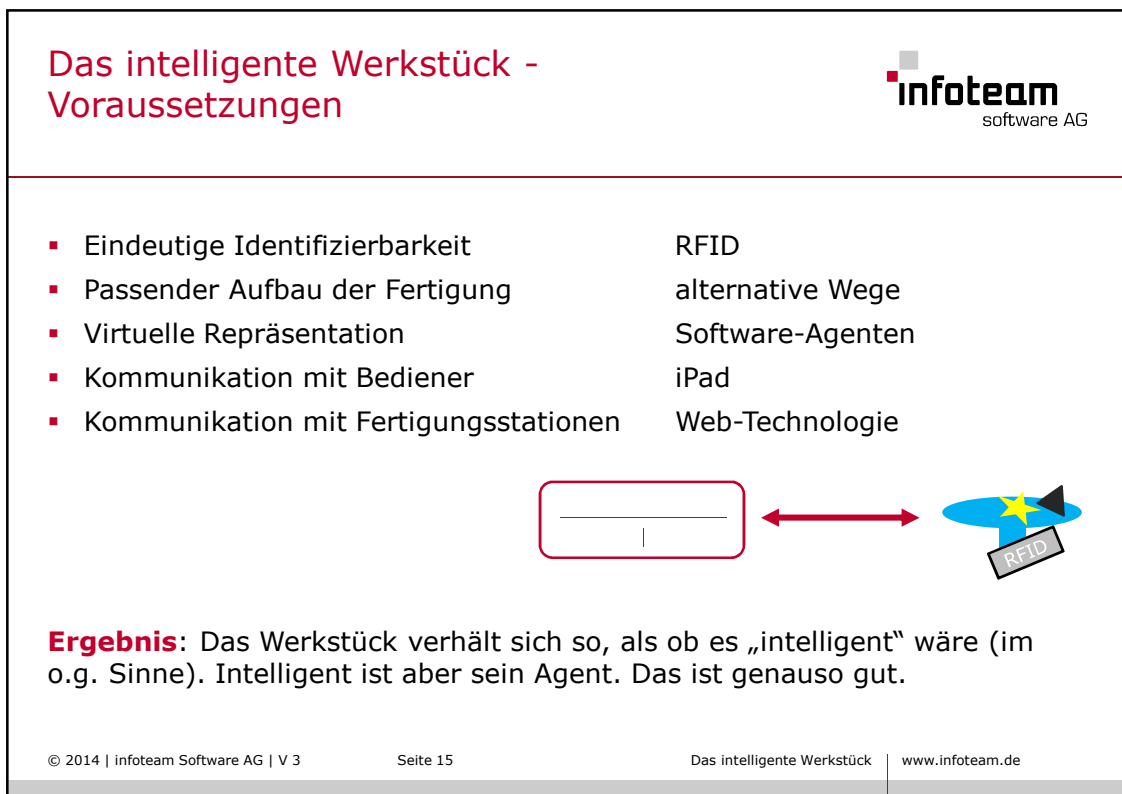 Das intelligente Werkstück -
Voraussetzungen
infoteam
software AG
▪ Eindeutige Identifizierbarkeit RFID
▪ Passender Aufbau der Fertigung alternative Wege
▪ Virtuelle Repräsentation Software-Agenten
▪ Kommunikation mit Bediener iPad
▪ Kommunikation mit Fertigungsstationen Web-Technologie
RFID
Ergebnis: Das Werkstück verhält sich so, als ob es „intelligent“ wäre (im
o.g. Sinne). Intelligent ist aber sein Agent. Das ist genauso gut.
© 2014 | infoteam Software AG | V 3 Seite 15 Das intelligente Werkstück www.infoteam.de